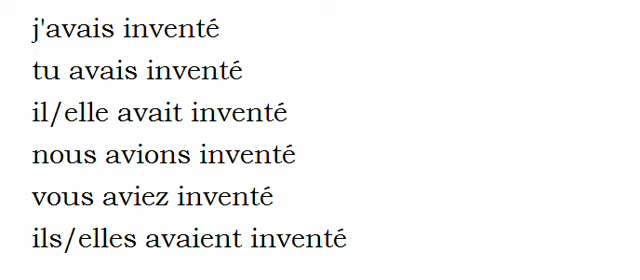 j'avais inventé
tu avais inventé
il/elle avait inventé
nous avions inventé
vous aviez inventé
ils/elles avaient inventé